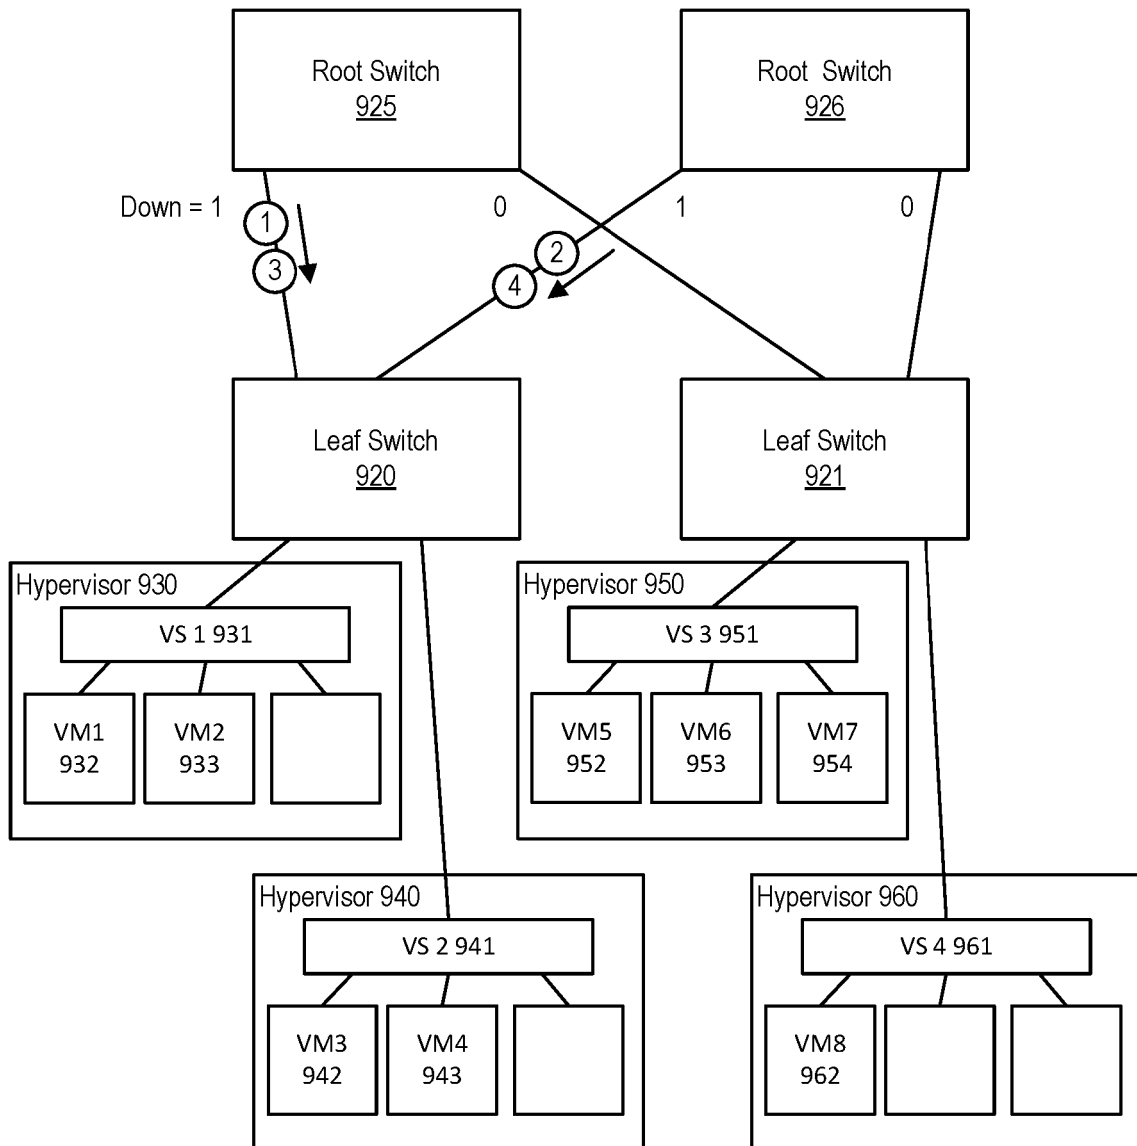 Root Switch
925
Root Switch
926
Down = 1
0
1
0
1
3
2
4
Leaf Switch
920
Leaf Switch
921
Hypervisor 930
VS 1 931
VM1
932
VM2
933
Hypervisor 950
VS 3 951
VM5
952
VM6
953
VM7
954
Hypervisor 940
VS 2 941
VM3
942
VM4
943
Hypervisor 960
VS 4 961
VM8
962